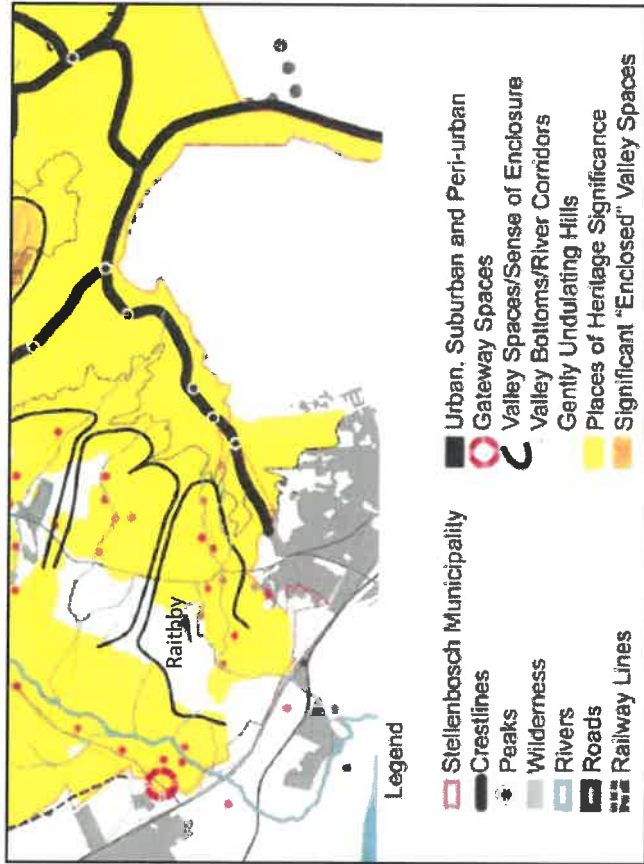 Raithby
Legend
Stellenbosch Municipality
Crestlines
Peaks
Wilderness
Rivers
Roads
Railway Lines
Urban, Suburban and Peri-urban
Gateway Spaces
Valley Spaces/Sense of Enclosure
Valley Bottoms/River Corridors
Gently Undulating Hills
Places of Heritage Significance
Significant "Enclosed" Valley Spaces